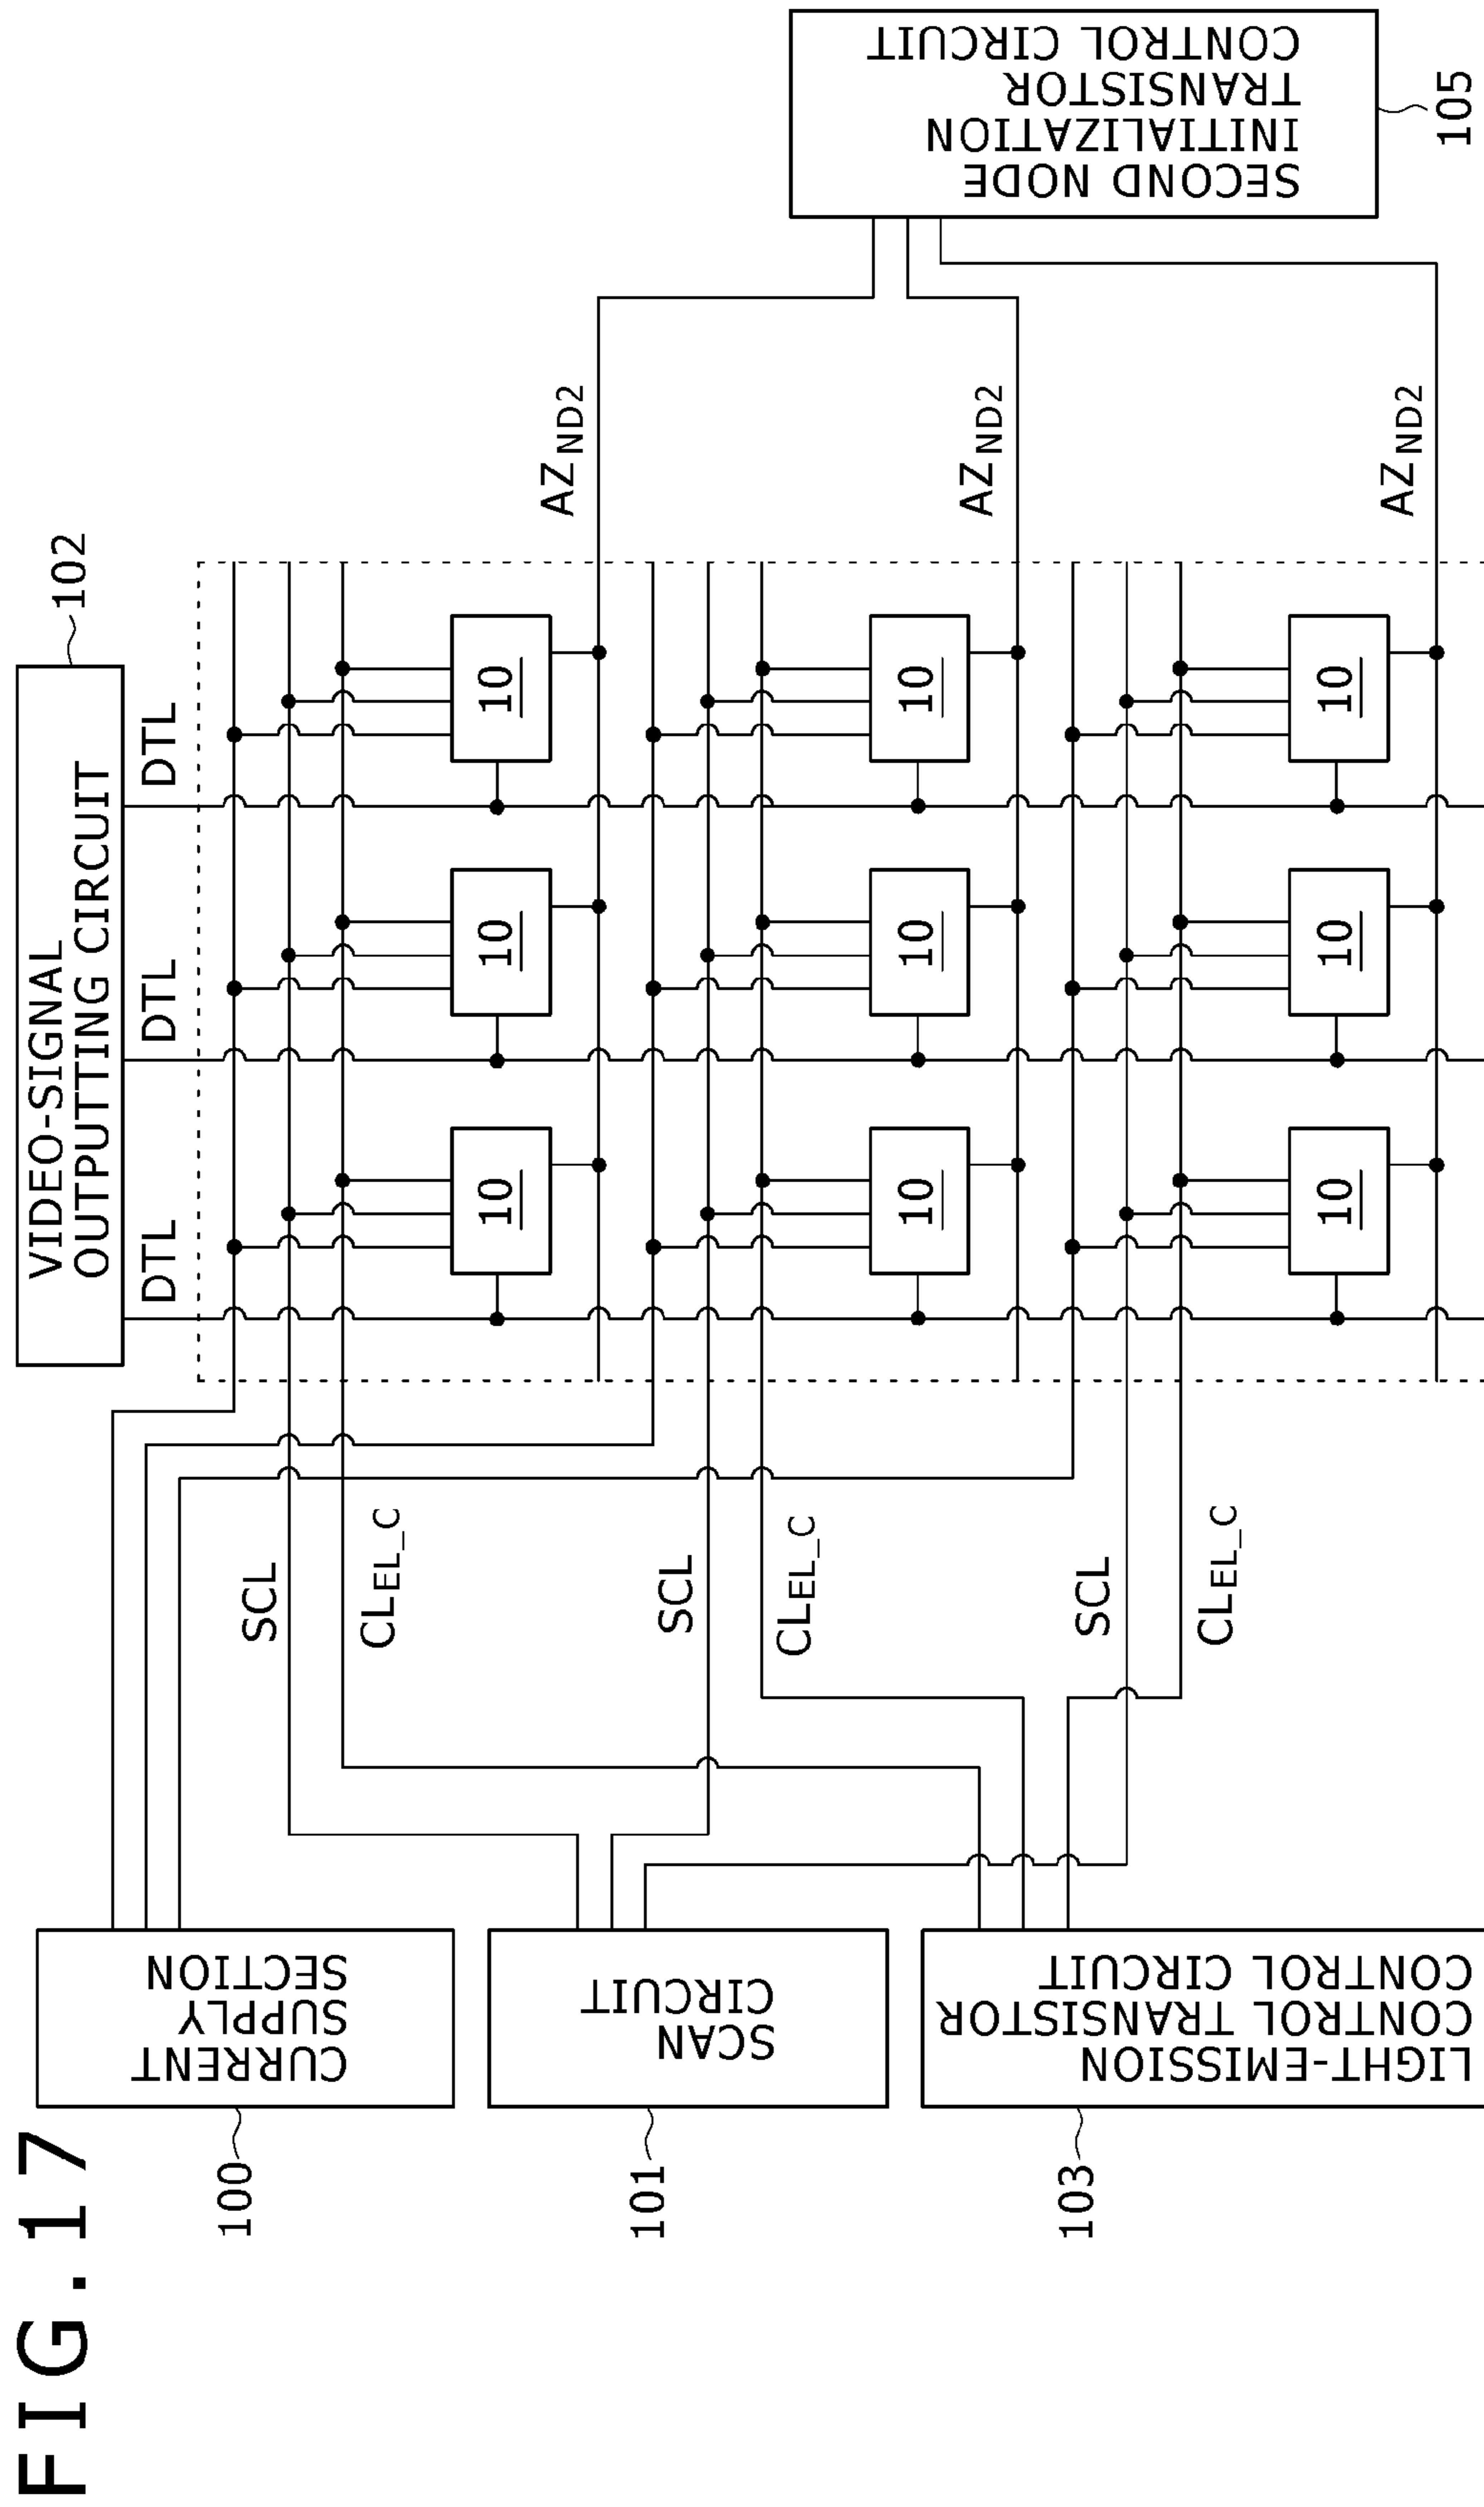 FIG.17
VIDEO-SIGNAL
OUTPUTTING CIRCUIT
102
DTL
DTL
DTL
100
CURRENT
SUPPLY
SECTION
101
SCAN
CIRCUIT
103
LIGHT-EMISSION
CONTROL TRANSISTOR
CONTROL CIRCUIT
SECOND NODE
INITIALIZATION
TRANSISTOR
CONTROL CIRCUIT
105
SCL
CLEL_C
10
10
10
AZND2
SCL
CLEL_C
10
10
10
AZND2
SCL
CLEL_C
10
10
10
AZND2